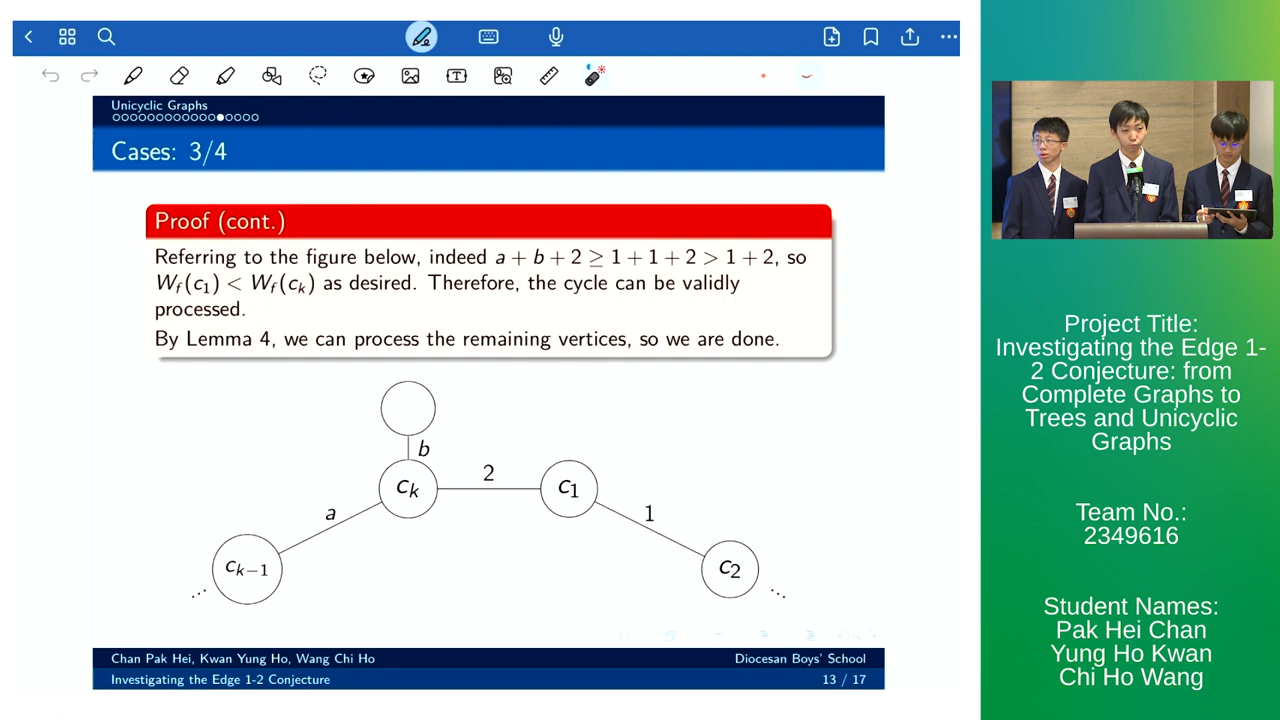 Unicyclic Graphs
Cases: 3/4
Proof (cont.)
Referring to the figure below, indeed a + b + 2 ≥ 1 + 1 + 2 > 1 + 2, so
W_f(c_1) < W_f(c_k) as desired. Therefore, the cycle can be validly
processed.
By Lemma 4, we can process the remaining vertices, so we are done.
b
c_k
2
c_1
a
1
c_{k−1}
c_2
...
...
Chan Pak Hei, Kwan Yung Ho, Wang Chi Ho
Diocesan Boys' School
Investigating the Edge 1-2 Conjecture
13 / 17
Project Title:
Investigating the Edge 1-
2 Conjecture: from
Complete Graphs to
Trees and Unicyclic
Graphs
Team No.:
2349616
Student Names:
Pak Hei Chan
Yung Ho Kwan
Chi Ho Wang